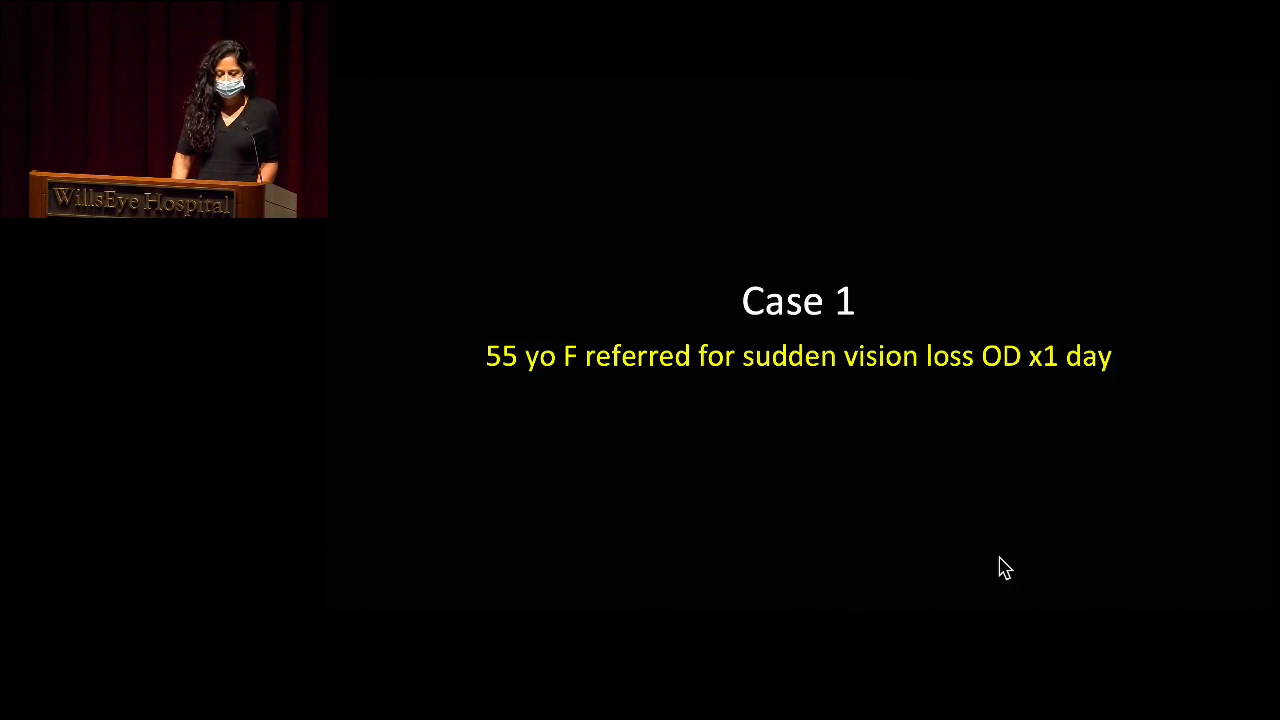 WillsEye Hospital
Case 1
55 yo F referred for sudden vision loss OD x1 day